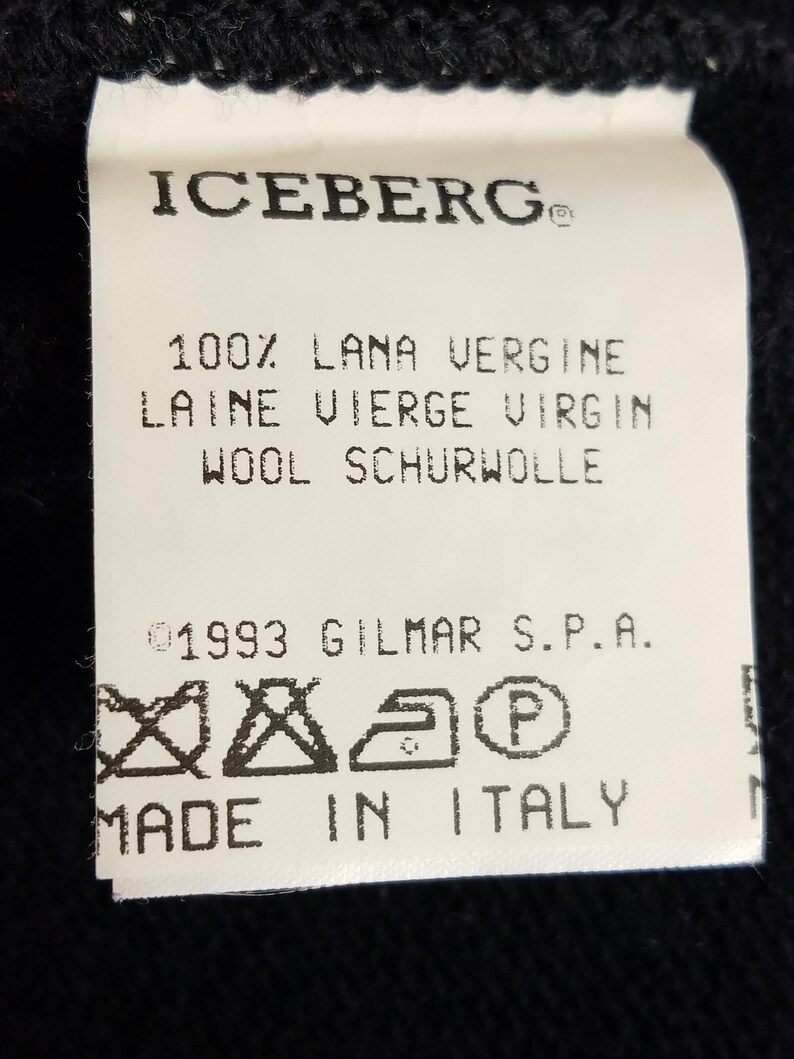 ICEBERG®
100% LANA VERGINE
LAINE VIERGE VIRGIN
WOOL SCHURWOLLE
©1993 GILMAR S.P.A.
P
MADE IN ITALY